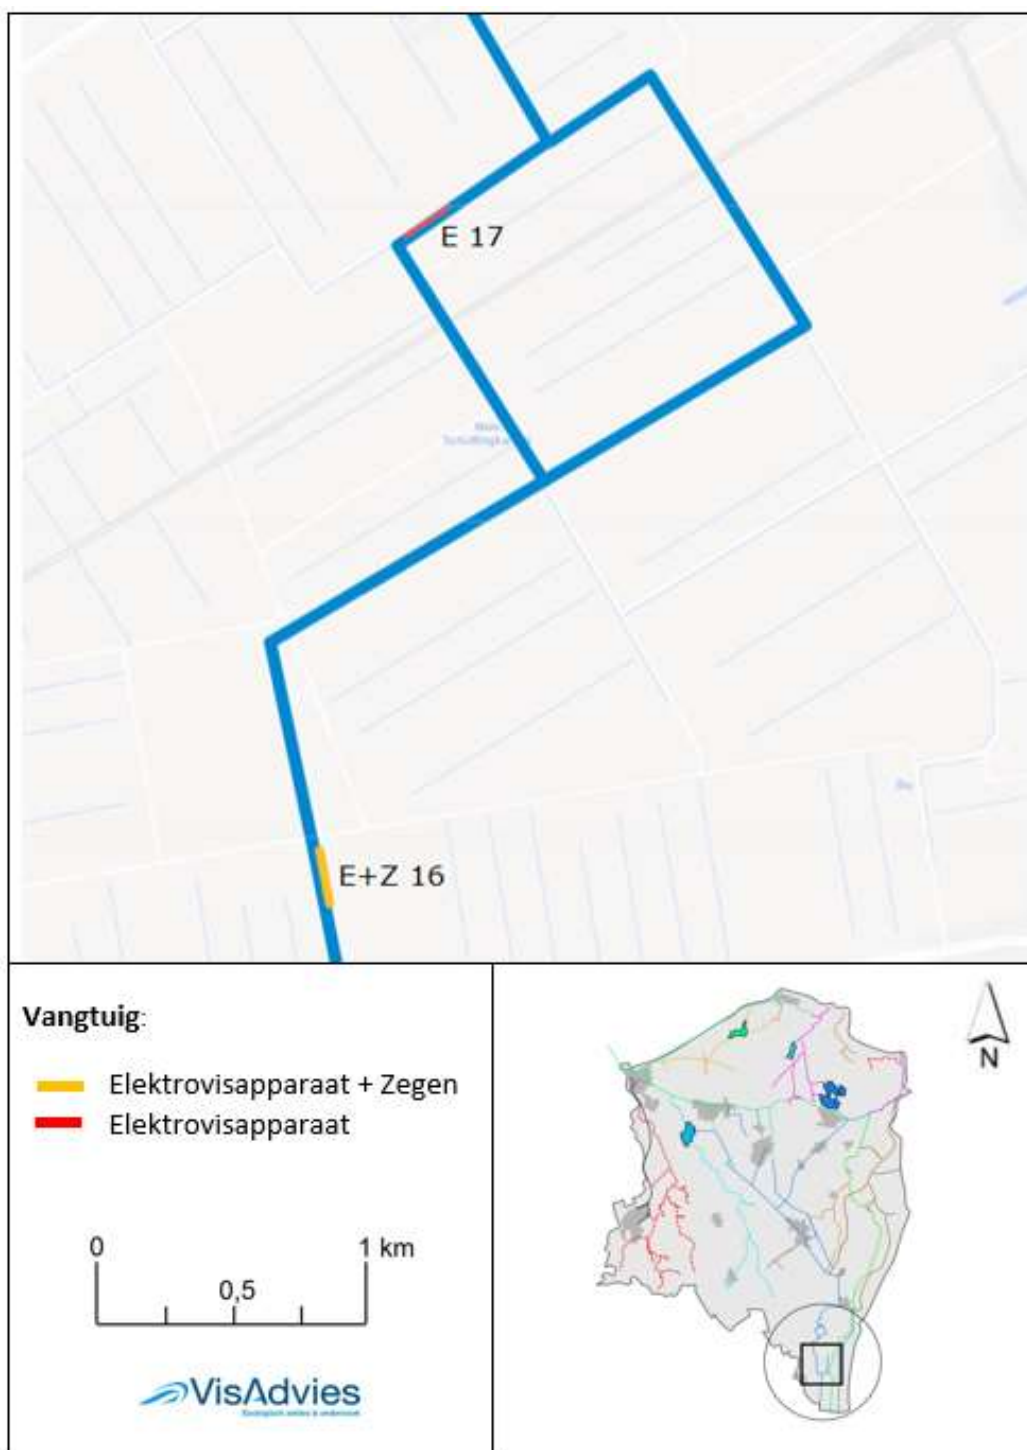 E 17
E+Z 16
Vangtuig:
Elektrovisapparaat + Zegen
Elektrovisapparaat
0
1 km
0,5
VisAdvies
N